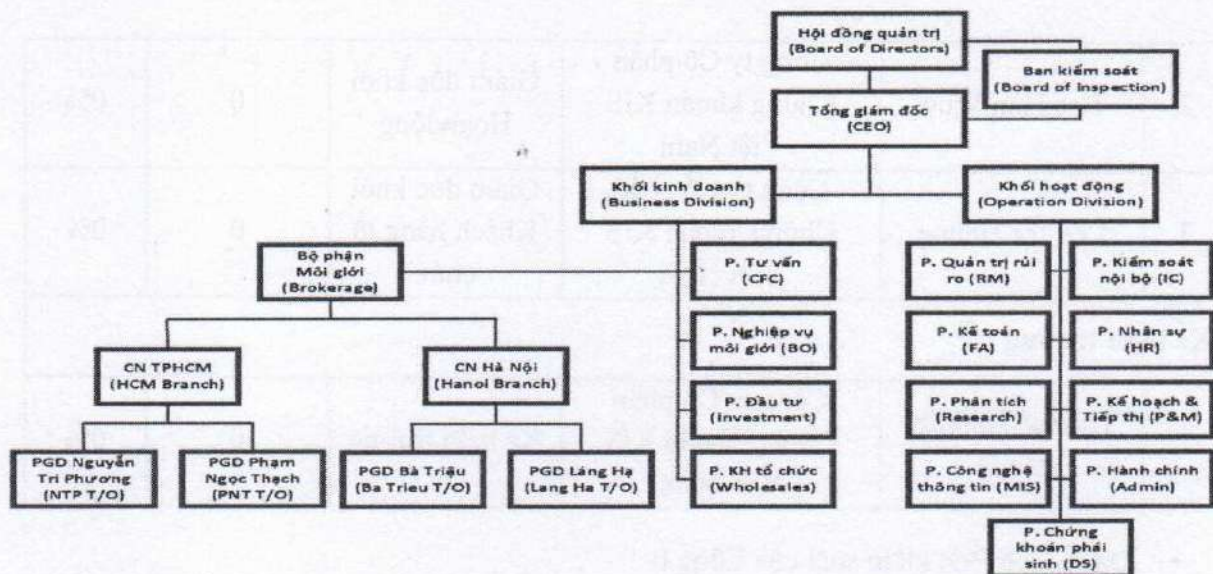 Hội đồng quản trị
(Board of Directors)
Ban kiểm soát
(Board of Inspection)
Tổng giám đốc
(CEO)
Khối kinh doanh
(Business Division)
Khối hoạt động
(Operation Division)
Bộ phận
Môi giới
(Brokerage)
P. Tư vấn
(CFC)
P. Quản trị rủi
ro (RM)
P. Kiểm soát
nội bộ (IC)
P. Nghiệp vụ
môi giới (BO)
P. Kế toán
(FA)
P. Nhân sự
(HR)
CN TPHCM
(HCM Branch)
CN Hà Nội
(Hanoi Branch)
P. Đầu tư
(Investment)
P. Phân tích
(Research)
P. Kế hoạch &
Tiếp thị (P&M)
PGD Nguyễn
Tri Phương
(NTP T/O)
PGD Phạm
Ngọc Thạch
(PNT T/O)
PGD Bà Triệu
(Ba Trieu T/O)
PGD Láng Hạ
(Lang Ha T/O)
P. KH tổ chức
(Wholesales)
P. Công nghệ
thông tin (MIS)
P. Hành chính
(Admin)
P. Chứng
khoán phái
sinh (DS)